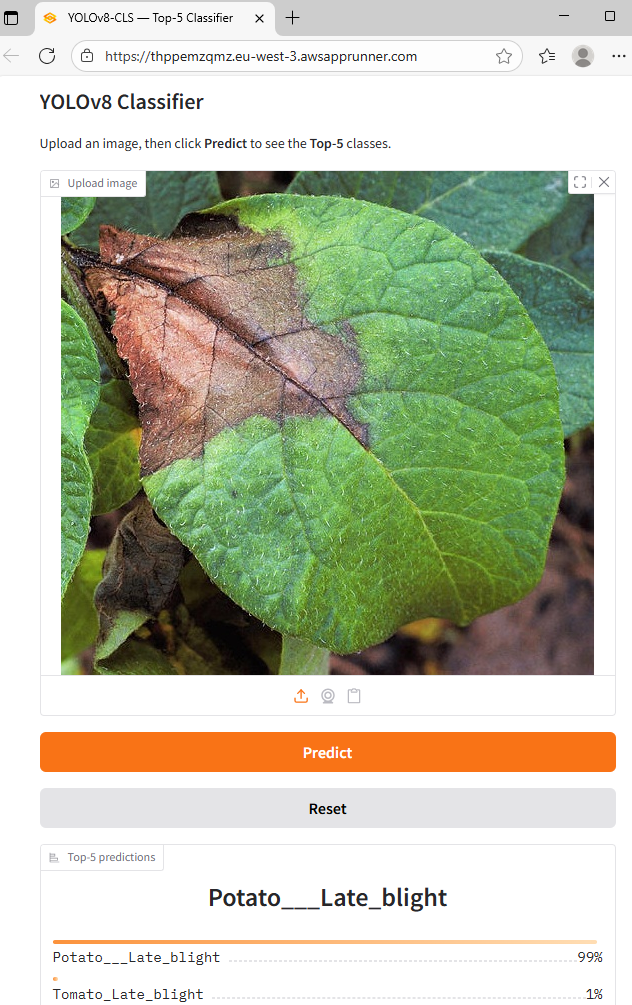 YOLOv8-CLS — Top-5 Classifier
https://thppemzqmz.eu-west-3.awsapprunner.com
YOLOv8 Classifier
Upload an image, then click Predict to see the Top-5 classes.
Upload image
Predict
Reset
Top-5 predictions
Potato___Late_blight
Potato___Late_blight 99%
Tomato_Late_blight 1%